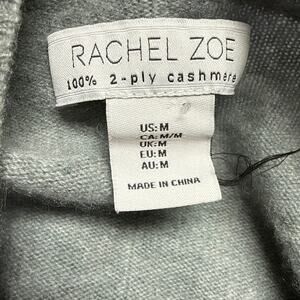 RACHEL ZOE
100% 2-ply cashmere
US: M
CA: M/M
UK: M
EU: M
AU: M
MADE IN CHINA